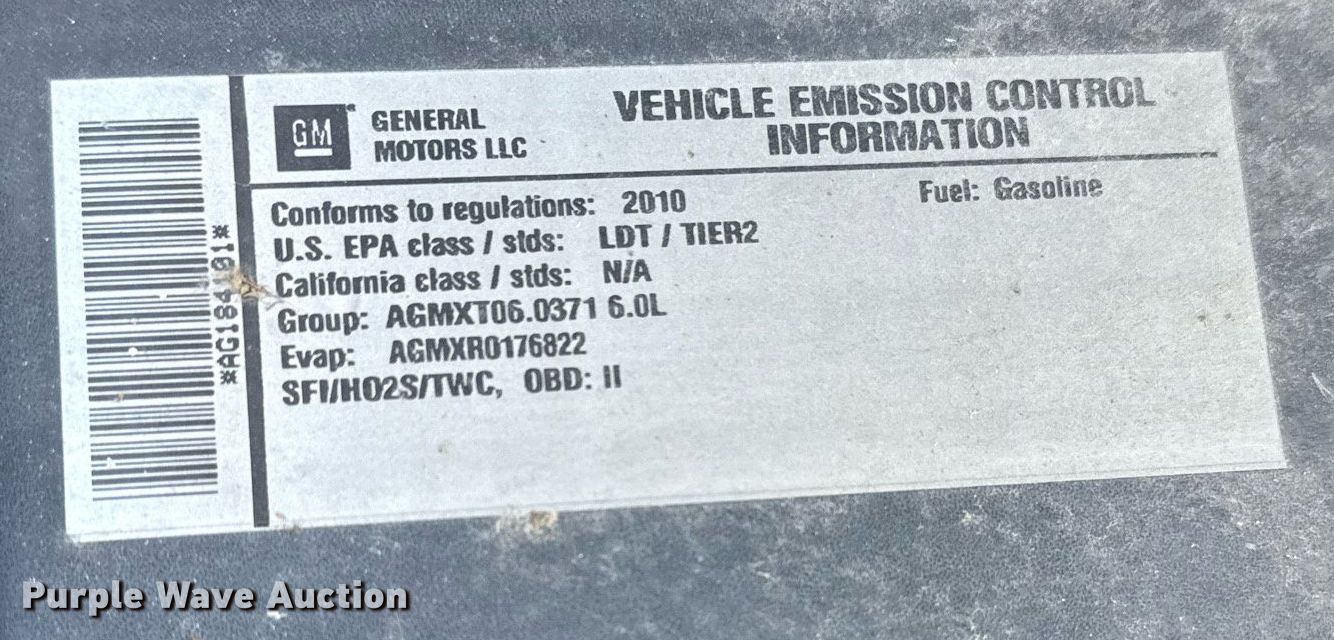 GM
GENERAL
MOTORS LLC
VEHICLE EMISSION CONTROL
INFORMATION
Conforms to regulations: 2010
Fuel: Gasoline
U.S. EPA class / stds: LDT / TIER2
California class / stds: N/A
Group: AGMXT06.0371 6.0L
Evap: AGMXR0176822
SFI/HO2S/TWC, OBD: II
Purple Wave Auction